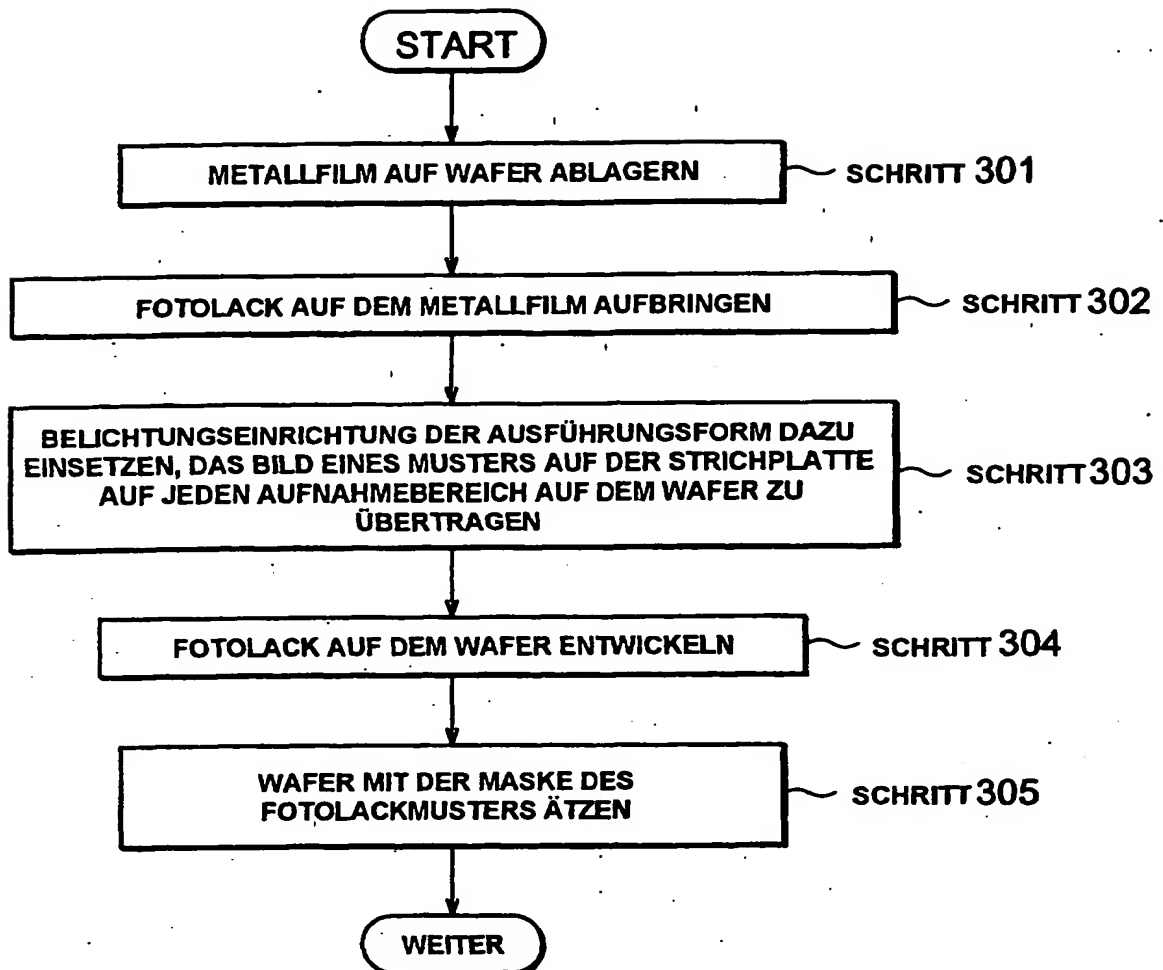 START
METALLFILM AUF WAFER ABLAGERN
SCHRITT 301
FOTOLACK AUF DEM METALLFILM AUFBRINGEN
SCHRITT 302
BELICHTUNGSEINRICHTUNG DER AUSFÜHRUNGSFORM DAZU
EINSETZEN, DAS BILD EINES MUSTERS AUF DER STRICHPLATTE
AUF JEDEN AUFNAHMEBEREICH AUF DEM WAFER ZU
ÜBERTRAGEN
SCHRITT 303
FOTOLACK AUF DEM WAFER ENTWICKELN
SCHRITT 304
WAFER MIT DER MASKE DES
FOTOLACKMUSTERS ÄTZEN
SCHRITT 305
WEITER